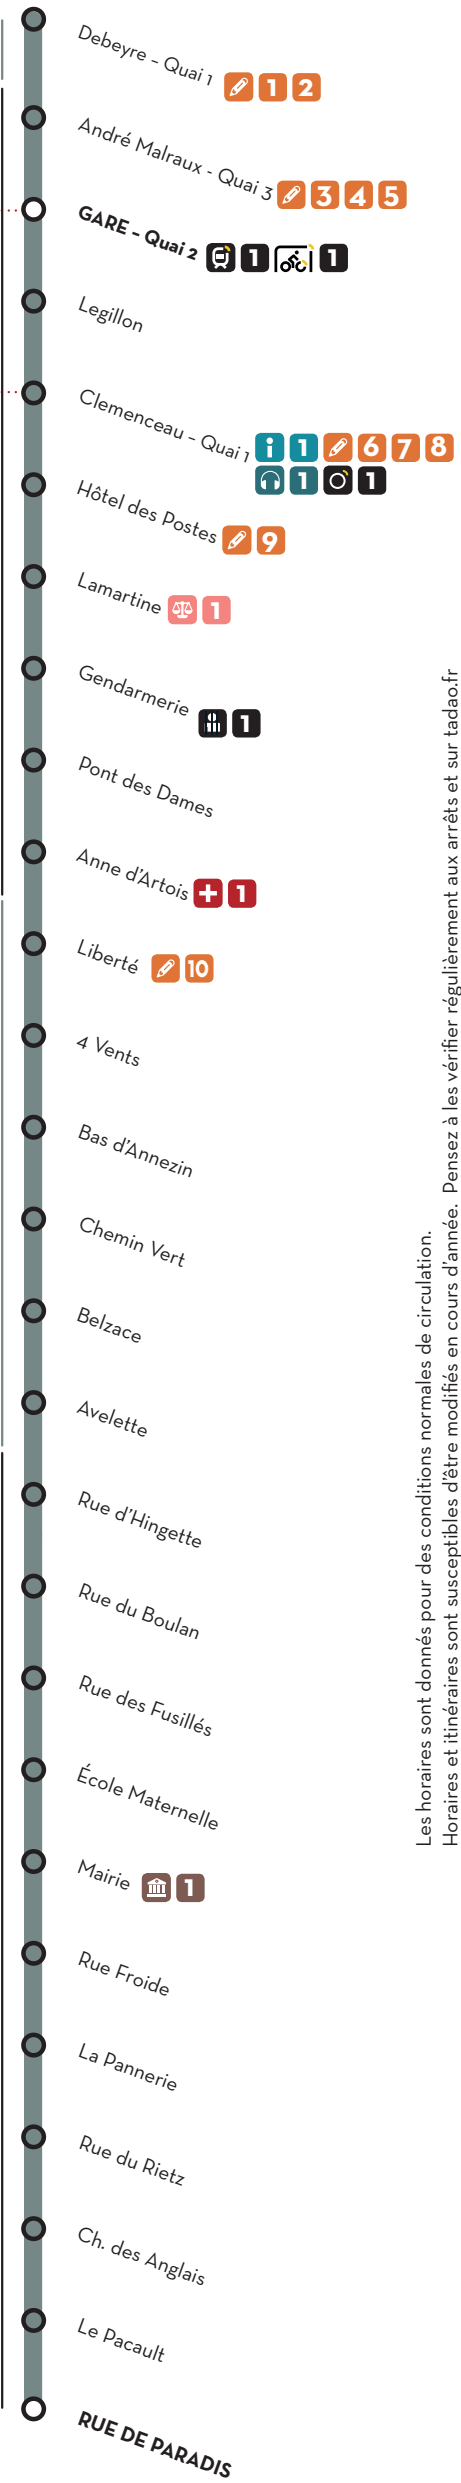 Debeyre - Quai 1
1 2
André Malraux - Quai 3
3 4 5
GARE - Quai 2
1 1
Legillon
Clemenceau - Quai 1
1 6 7 8
1 1
Hôtel des Postes
9
Lamartine
1
Gendarmerie
1
Pont des Dames
Anne d'Artois
1
Liberté
10
4 Vents
Bas d'Annezin
Chemin Vert
Belzace
Avelette
Rue d'Hingette
Rue du Boulan
Rue des Fusillés
École Maternelle
Mairie
1
Rue Froide
La Pannerie
Rue du Rietz
Ch. des Anglais
Le Pacault
RUE DE PARADIS
Les horaires sont donnés pour des conditions normales de circulation.
Horaires et itinéraires sont susceptibles d'être modifiés en cours d'année. Pensez à les vérifier régulièrement aux arrêts et sur tadao.fr